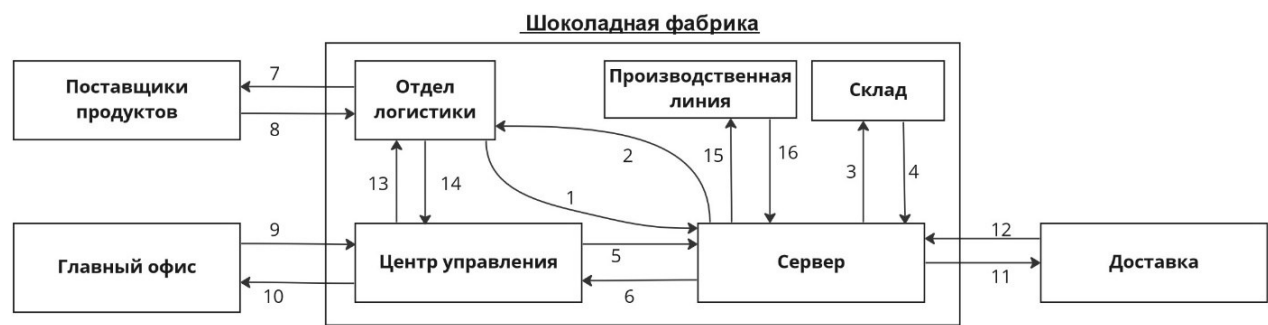 Шоколадная фабрика
Поставщики
продуктов
7
8
Отдел
логистики
Производственная
линия
Склад
2
15
16
3
4
13
14
1
Главный офис
9
10
Центр управления
5
6
Сервер
12
11
Доставка